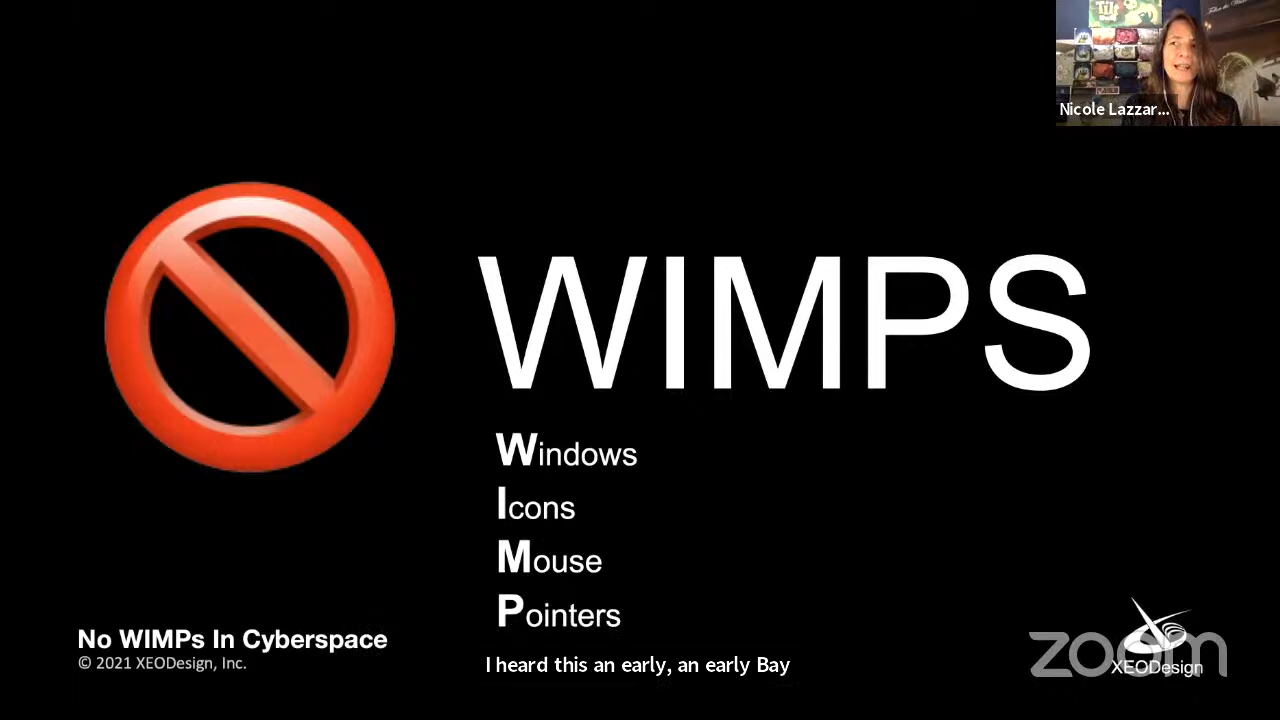 Nicole Lazzar...
WIMPS
Windows
Icons
Mouse
Pointers
No WIMPs In Cyberspace
© 2021 XEODesign, Inc.
I heard this an early, an early Bay
zoom
XEODesign